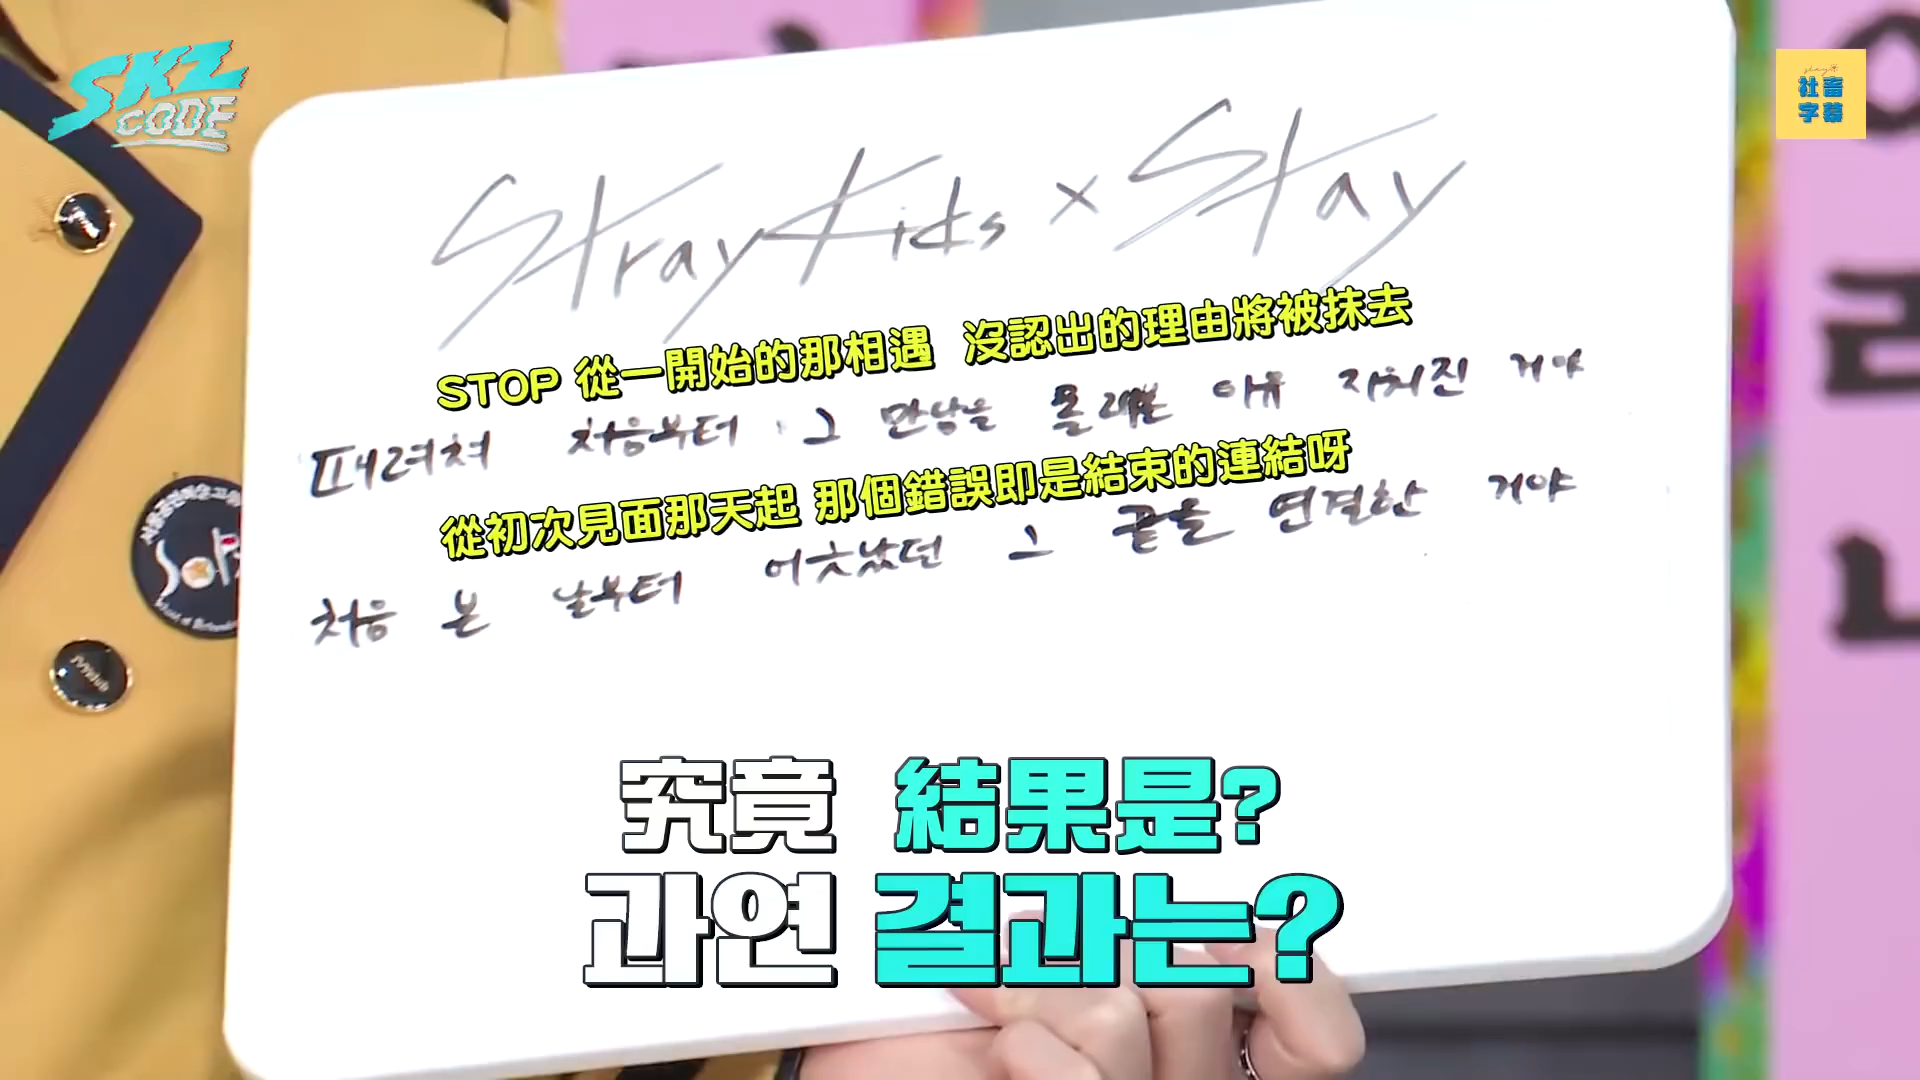 SKZ
CODE
社畜
字幕
Stray Kids × Stay
STOP 從一開始的那相遇 沒認出的理由將被抹去
때려쳐 처음부터 그 만남을 몰래본 이유 지워진 거야
從初次見面那天起 那個錯誤即是結束的連結呀
처음 본 날부터 어긋났던 그 끝을 연결한 거야
究竟 結果是?
과연 결과는?